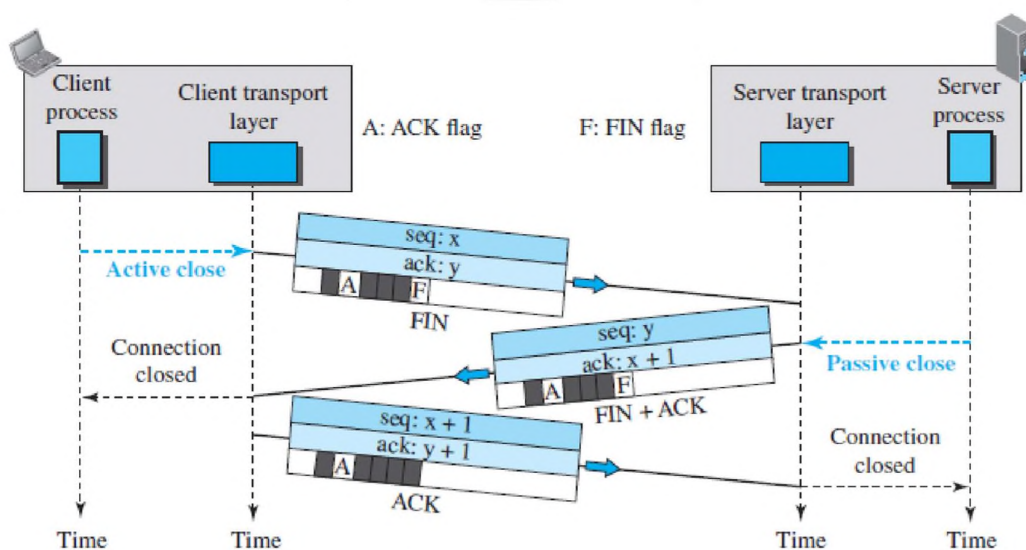 Client
process
Client transport
layer
A: ACK flag
F: FIN flag
Server transport
layer
Server
process
Active close
seq: x
ack: y
A F
FIN
Passive close
seq: y
ack: x + 1
A F
FIN + ACK
Connection
closed
seq: x + 1
ack: y + 1
A
ACK
Connection
closed
Time
Time
Time
Time